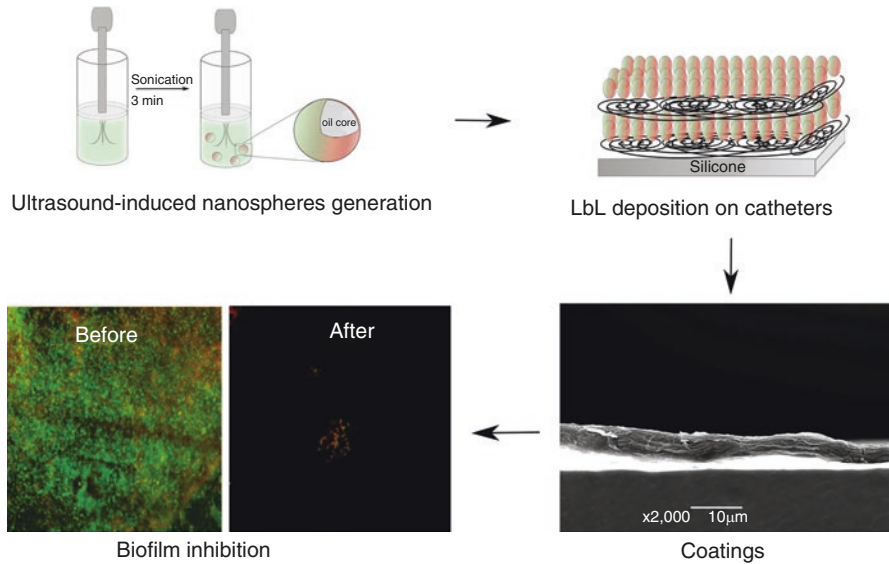 Sonication
3 min
oil core
Ultrasound-induced nanospheres generation
Silicone
LbL deposition on catheters
Before
After
Biofilm inhibition
x2,000 10μm
Coatings